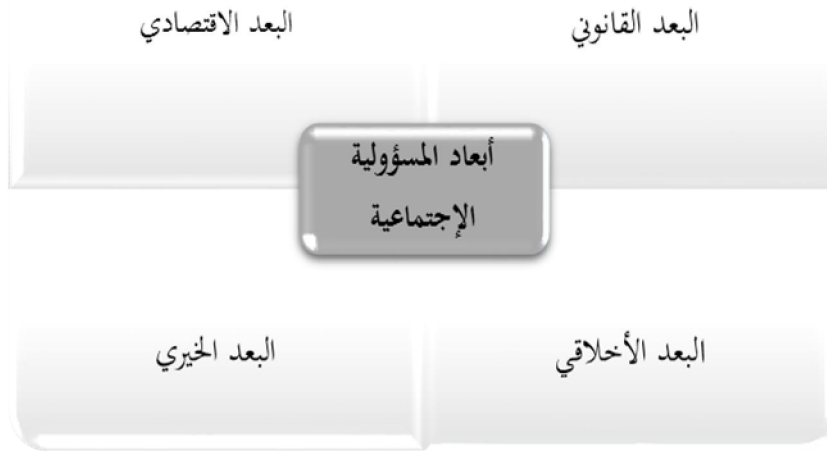 البعد القانوني
البعد الاقتصادي
أبعاد المسؤولية
الإجتماعية
البعد الأخلاقي
البعد الخيري